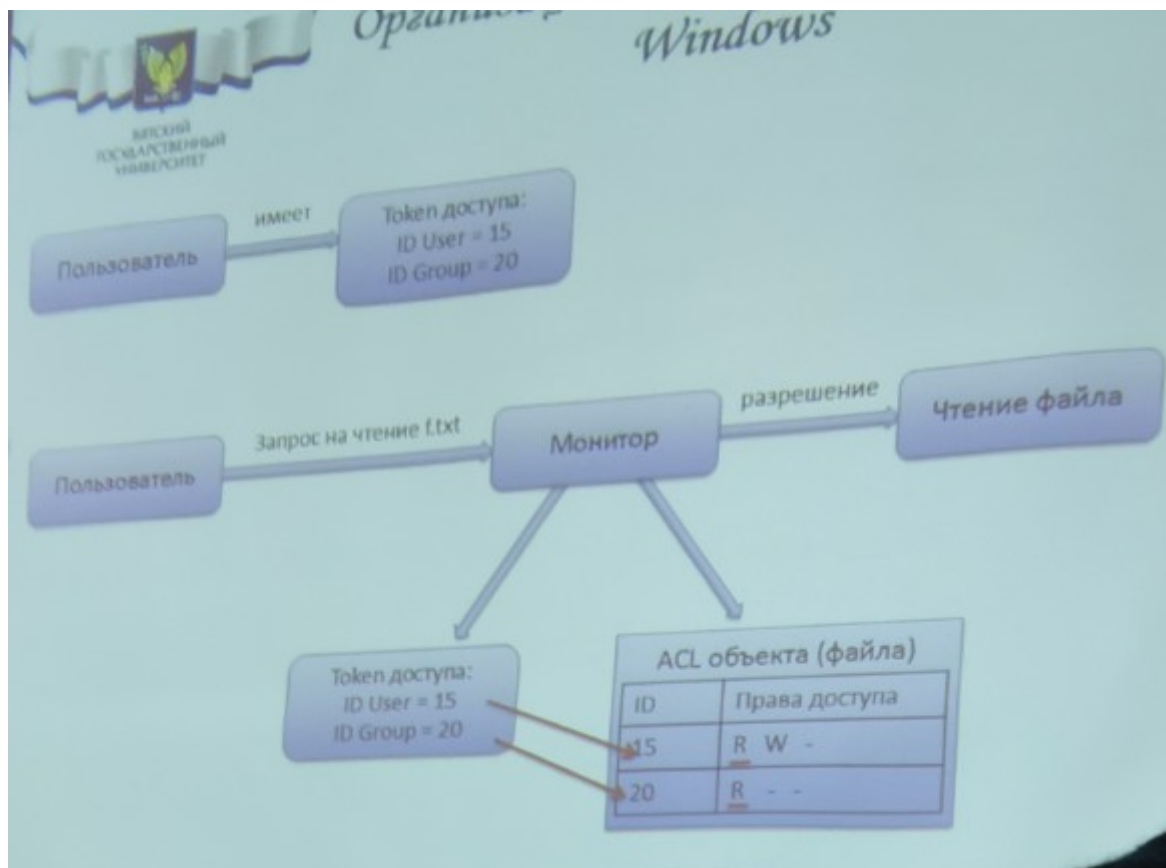 Windows
ВЯТСКИЙ
ГОСУДАРСТВЕННЫЙ
УНИВЕРСИТЕТ
Пользователь
имеет
Token доступа:
ID User = 15
ID Group = 20
Пользователь
Запрос на чтение f.txt
Монитор
разрешение
Чтение файла
Token доступа:
ID User = 15
ID Group = 20
ACL объекта (файла)
ID Права доступа
15 R W -
20 R - -